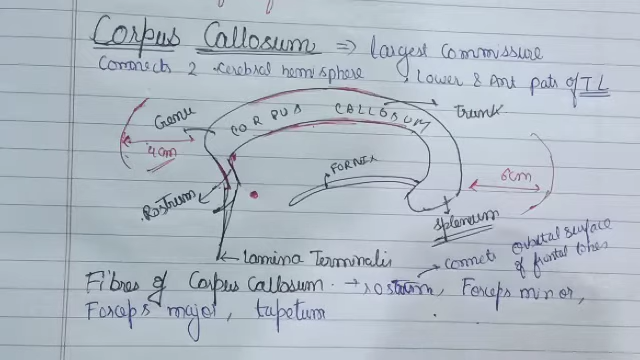 Corpus Callosum ⇒ Largest Commissure
Connects 2 cerebral hemisphere Lower & Ant parts of T L
Genu
CORPUS CALLOSUM
Trunk
4cm
FORNIX
6cm
Rostrum
Splenium
Lamina Terminalis
connects orbital surface of frontal lobes
Fibres of Corpus Callosum → rostrum, Forceps minor,
Forceps major, tapetum